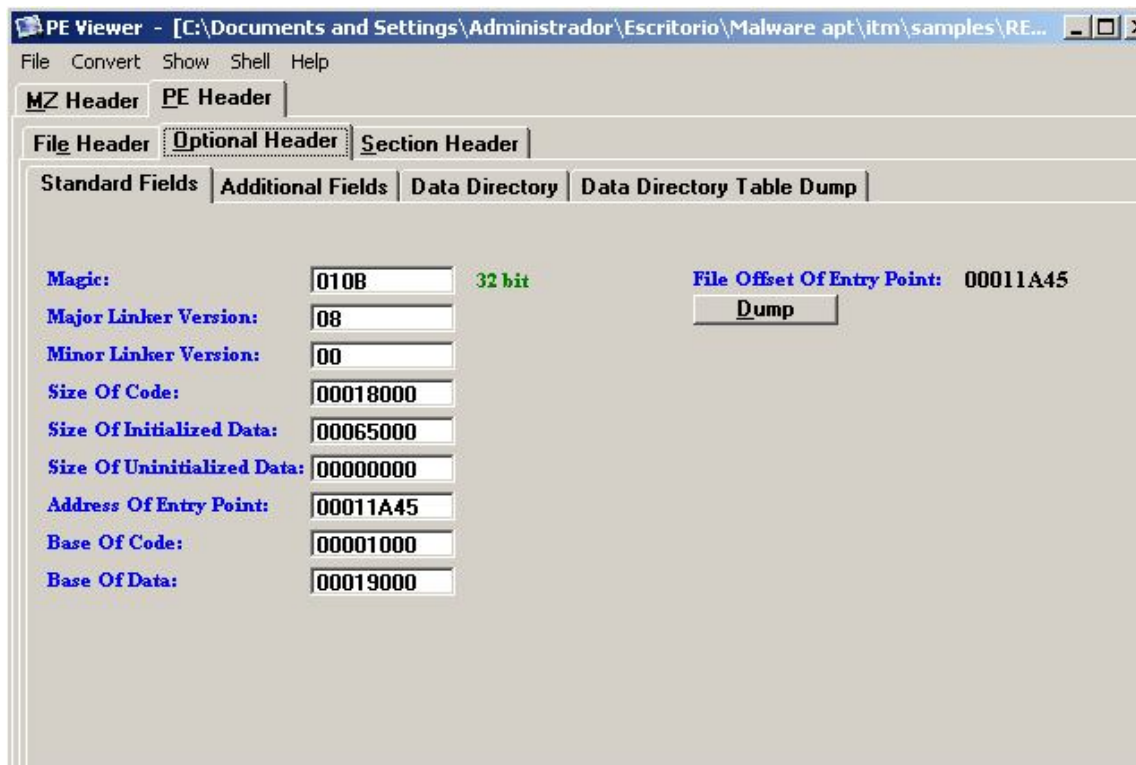 PE Viewer - [C:\Documents and Settings\Administrador\Escritorio\Malware apt\itm\samples\RE...
File Convert Show Shell Help
MZ Header PE Header
File Header Optional Header Section Header
Standard Fields Additional Fields Data Directory Data Directory Table Dump
Magic: 010B 32 bit File Offset Of Entry Point: 00011A45
Major Linker Version: 08 Dump
Minor Linker Version: 00
Size Of Code: 00018000
Size Of Initialized Data: 00065000
Size Of Uninitialized Data: 00000000
Address Of Entry Point: 00011A45
Base Of Code: 00001000
Base Of Data: 00019000